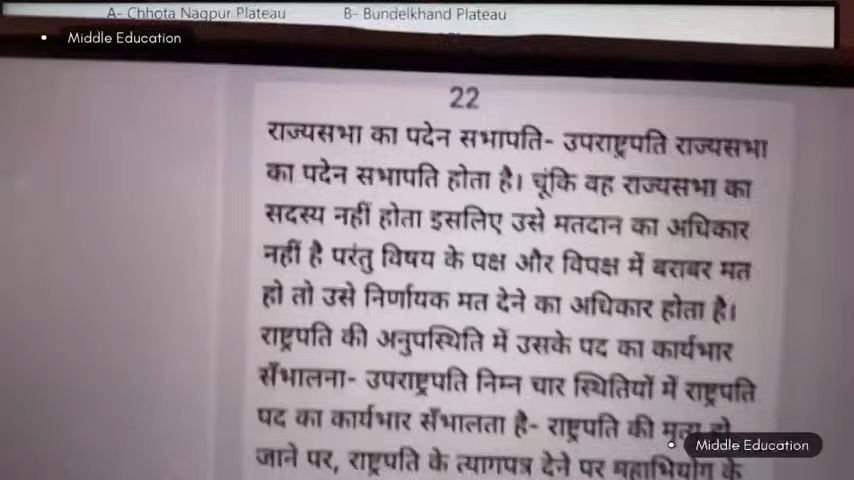 A- Chhota Nagpur Plateau B- Bundelkhand Plateau
Middle Education
22
राज्यसभा का पदेन सभापति- उपराष्ट्रपति राज्यसभा
का पदेन सभापति होता है। चूंकि वह राज्यसभा का
सदस्य नहीं होता इसलिए उसे मतदान का अधिकार
नहीं है परंतु विषय के पक्ष और विपक्ष में बराबर मत
हो तो उसे निर्णायक मत देने का अधिकार होता है।
राष्ट्रपति की अनुपस्थिति में उसके पद का कार्यभार
सँभालना- उपराष्ट्रपति निम्न चार स्थितियों में राष्ट्रपति
पद का कार्यभार सँभालता है- राष्ट्रपति की मृत्यु हो
Middle Education
जाने पर, राष्ट्रपति के त्यागपत्र देने पर महाभियोग के